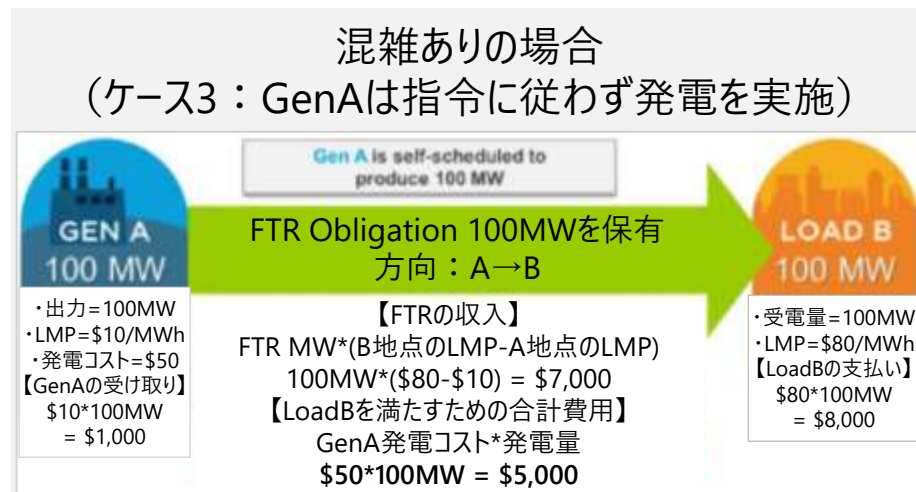 混雑ありの場合
（ケース3：GenAは指令に従わず発電を実施）
Gen A is self-scheduled to
produce 100 MW
GEN A
100 MW
FTR Obligation 100MWを保有
方向：A→B
LOAD B
100 MW
・出力=100MW
・LMP=$10/MWh
・発電コスト=$50
【GenAの受け取り】
$10*100MW
= $1,000
【FTRの収入】
FTR MW*(B地点のLMP-A地点のLMP)
100MW*($80-$10) = $7,000
【LoadBを満たすための合計費用】
GenA発電コスト*発電量
$50*100MW = $5,000
・受電量=100MW
・LMP=$80/MWh
【LoadBの支払い】
$80*100MW
= $8,000